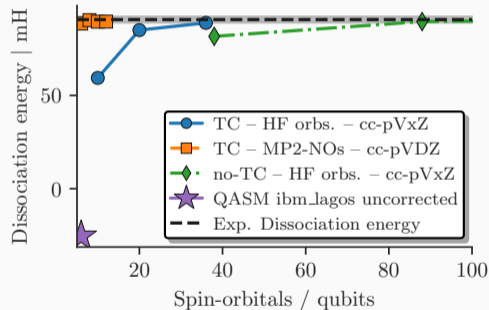 Dissociation energy | mH
50
0
TC – HF orbs. – cc-pVxZ
TC – MP2-NOs – cc-pVDZ
no-TC – HF orbs. – cc-pVxZ
QASM ibm_lagos uncorrected
Exp. Dissociation energy
20 40 60 80 100
Spin-orbitals / qubits